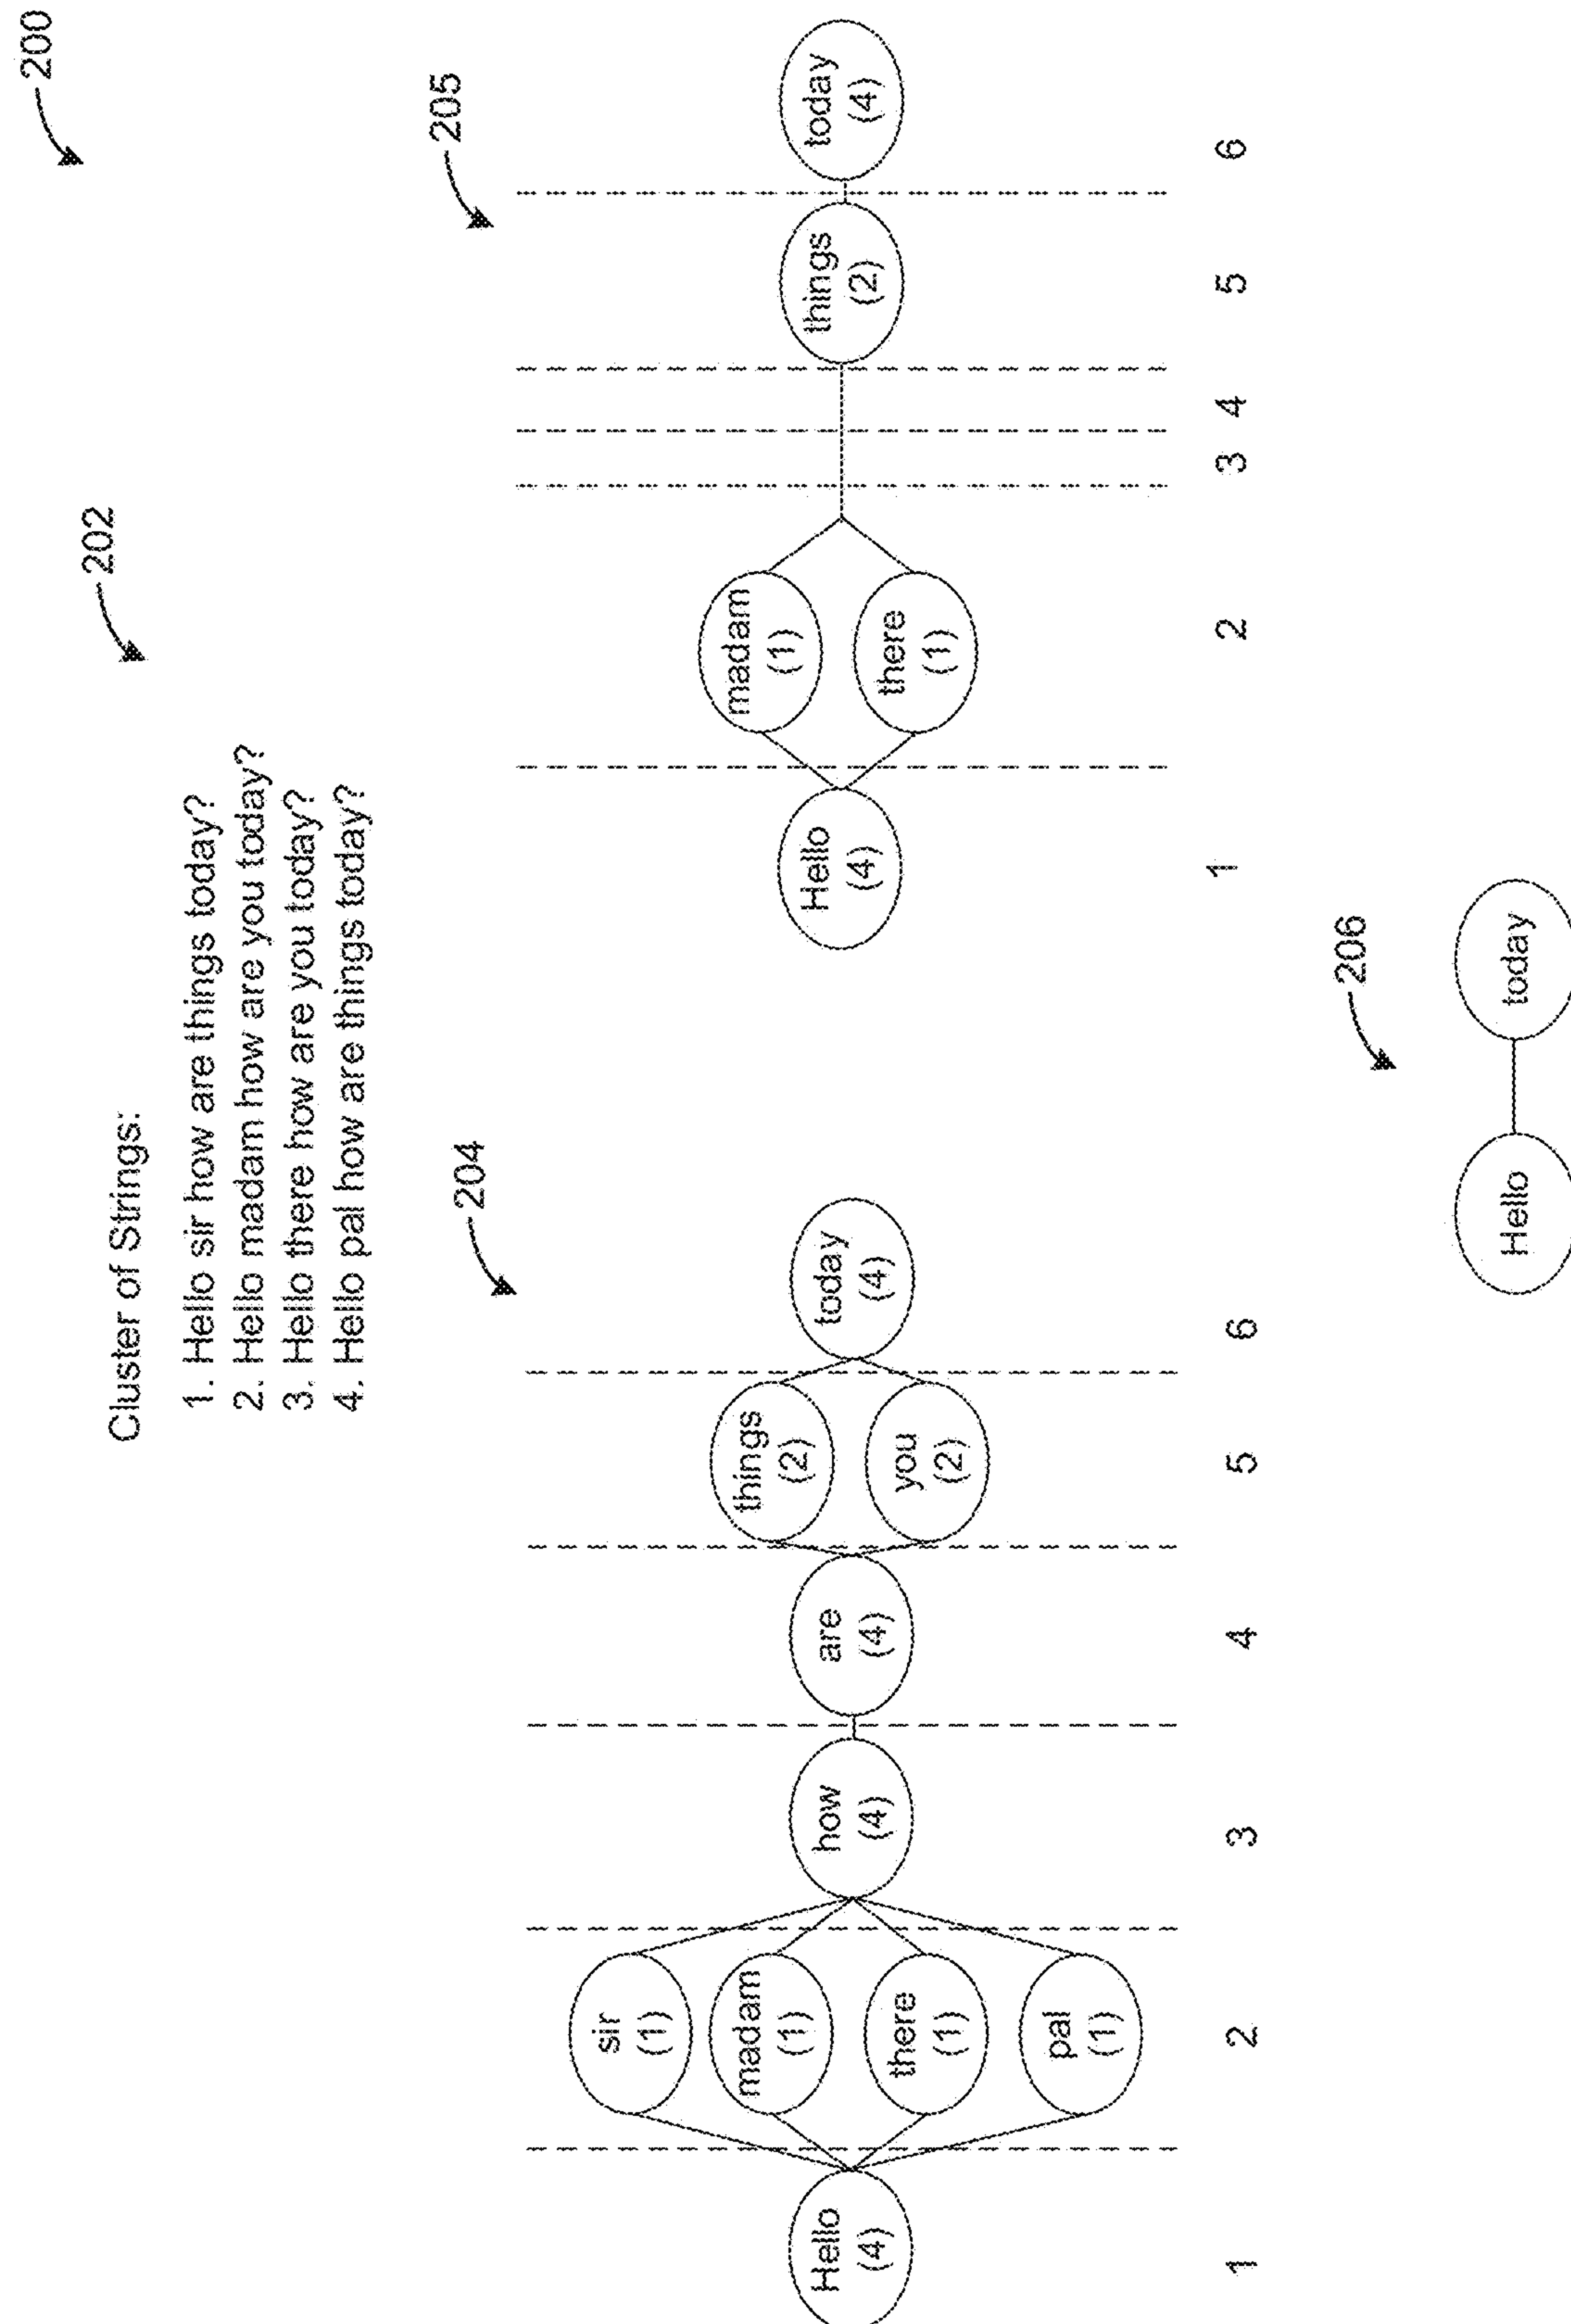 200
202
Cluster of Strings:
1. Hello sir how are things today?
2. Hello madam how are you today?
3. Hello there how are you today?
4. Hello pal how are things today?
204
Hello
(4)
sir
(1)
madam
(1)
there
(1)
pal
(1)
how
(4)
are
(4)
things
(2)
you
(2)
today
(4)
1 2 3 4 5 6
205
Hello
(4)
madam
(1)
there
(1)
things
(2)
today
(4)
1 2 3 4 5 6
206
Hello
today